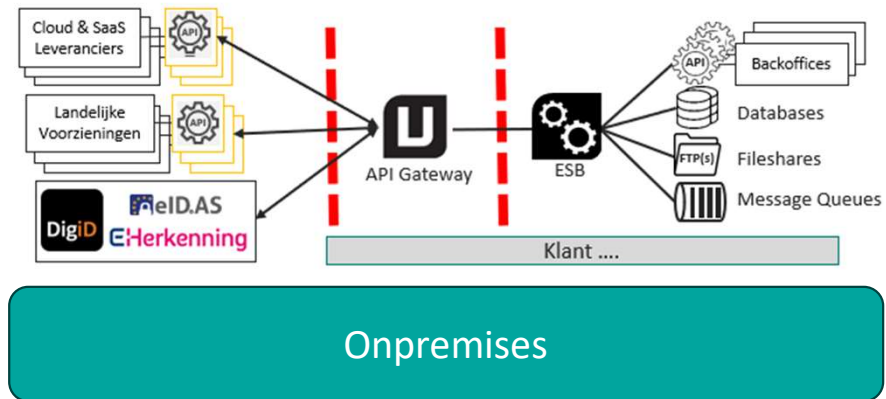 Cloud & SaaS
Leveranciers
API
Landelijke
Voorzieningen
API
DigiD
eID.AS
eHerkenning
U
API Gateway
ESB
API
Backoffices
Databases
FTP(s)
Fileshares
Message Queues
Klant ....
Onpremises